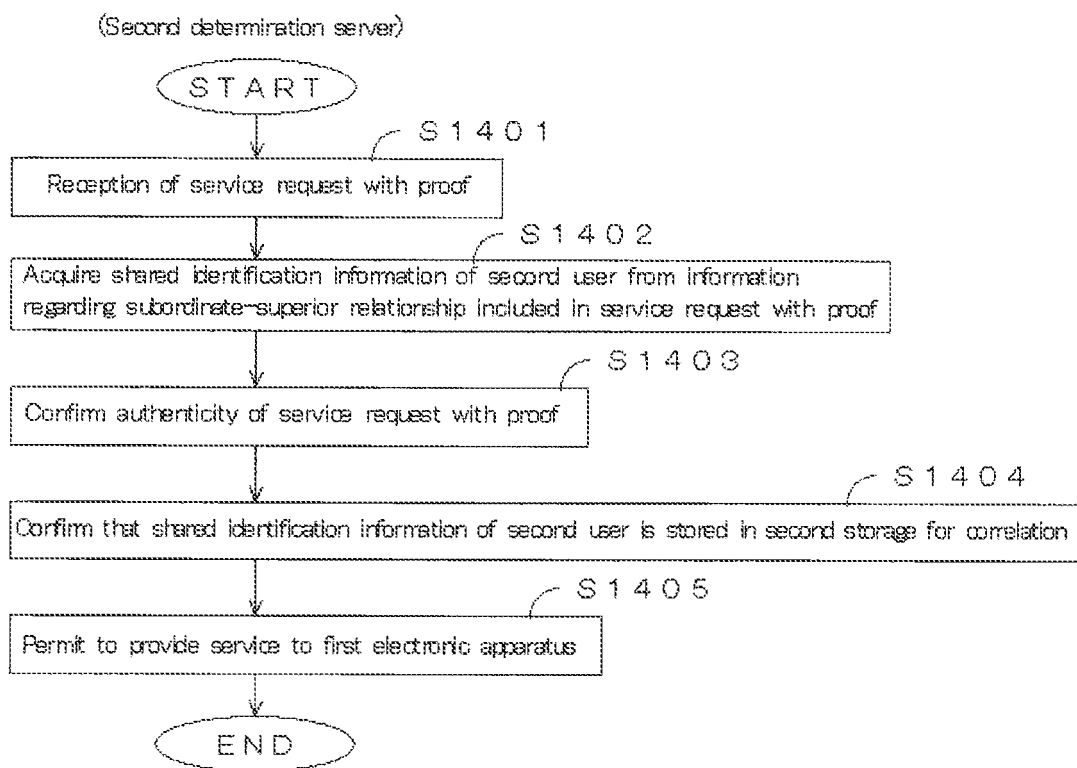 (Second determination server)
START
S1401
Reception of service request with proof
S1402
Acquire shared identification information of second user from information
regarding subordinate-superior relationship included in service request with proof
S1403
Confirm authenticity of service request with proof
S1404
Confirm that shared identification information of second user is stored in second storage for correlation
S1405
Permit to provide service to first electronic apparatus
END